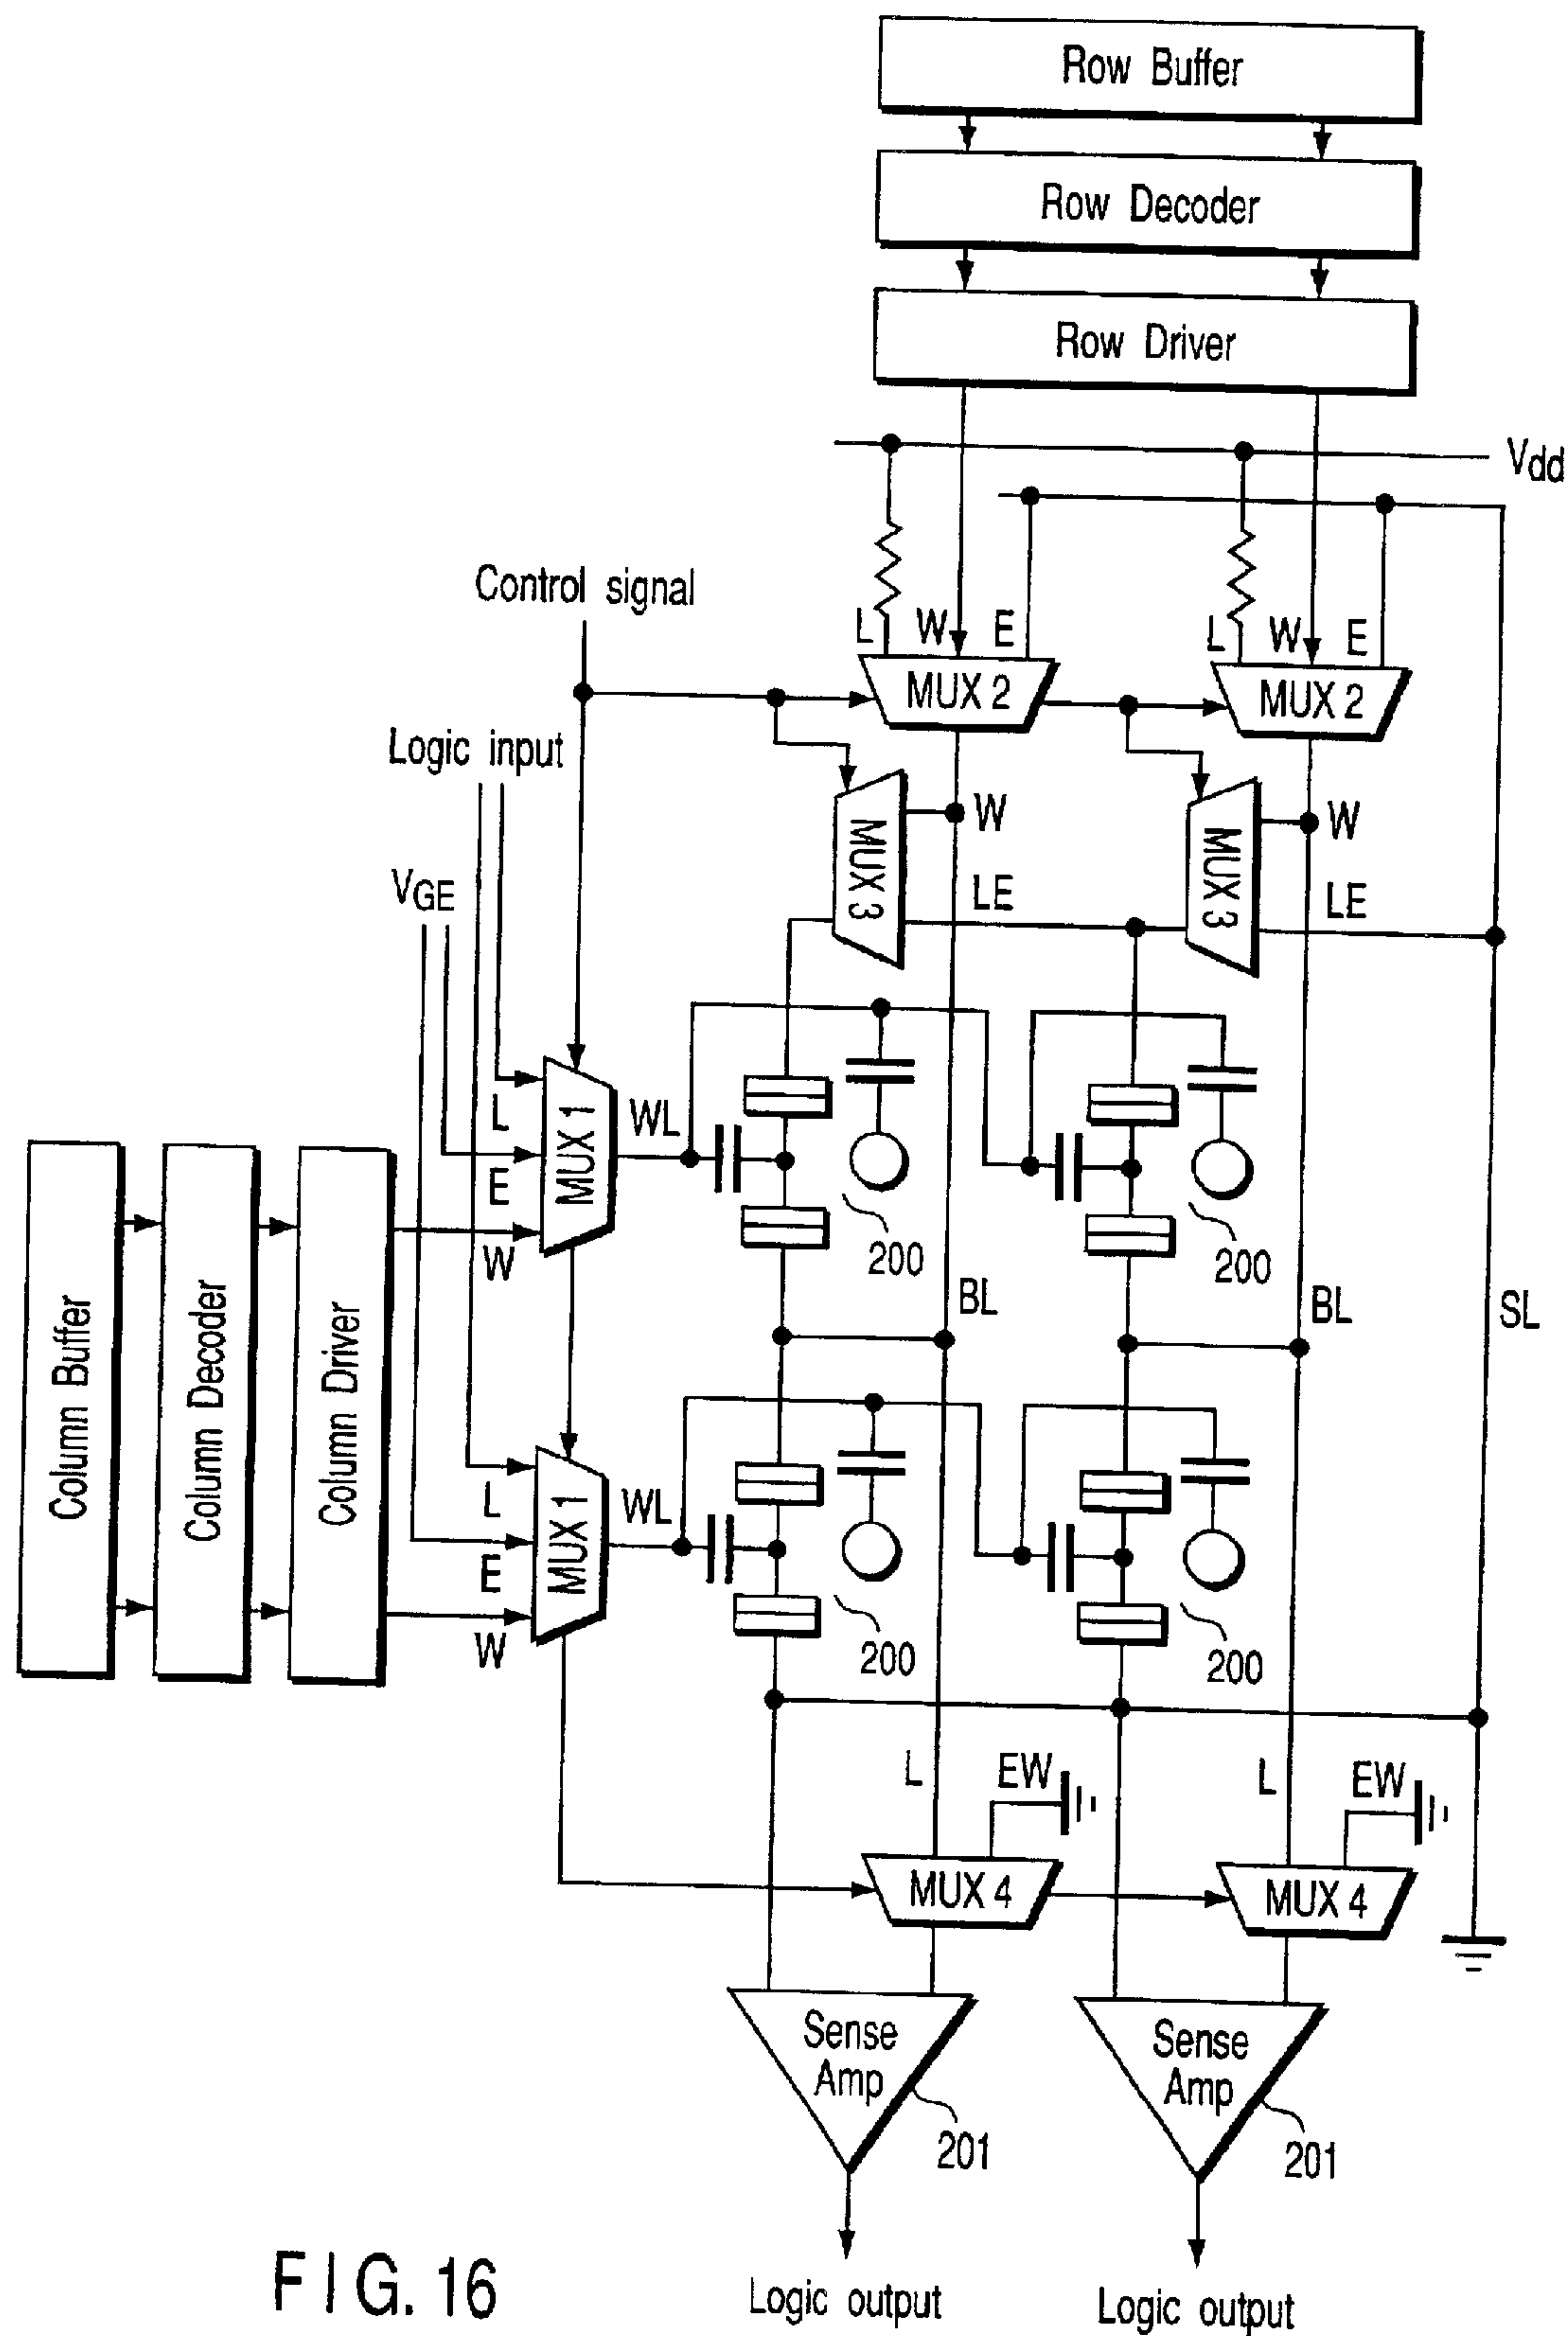 Row Buffer
Row Decoder
Row Driver
Vdd
Control signal
L W E
L W E
MUX 2
MUX 2
Logic input
W
W
MUX 3
MUX 3
VGE
LE
LE
L
WL
MUX 1
E
W
200
200
BL
BL
SL
Column Buffer
Column Decoder
Column Driver
L
WL
MUX 1
E
W
200
200
L
EW
L
EW
MUX 4
MUX 4
Sense
Amp
Sense
Amp
201
201
Logic output
Logic output
FIG. 16